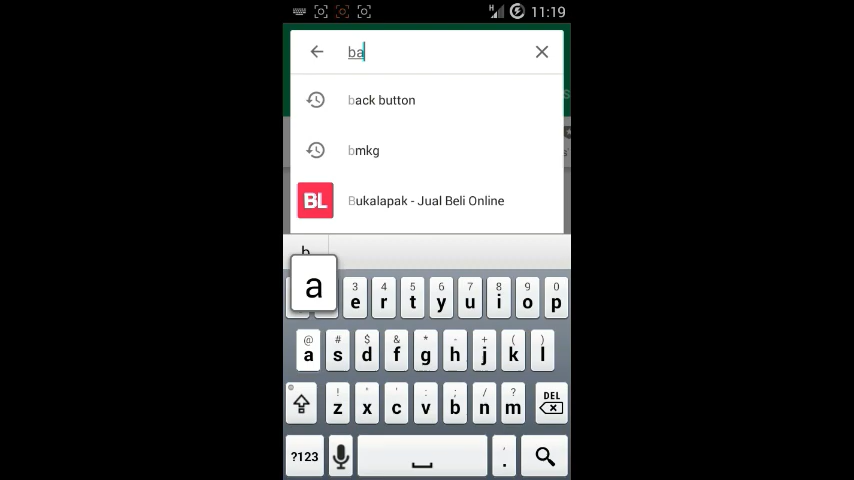 H 11:19
ba
back button
bmkg
BL Bukalapak - Jual Beli Online
b
a
3 4 5 6 7 8 9 0
e r t y u i o p
@ # $ & * - + ( )
a s d f g h j k l
! " ' : ; / ?
z x c v b n m DEL
?123 , .